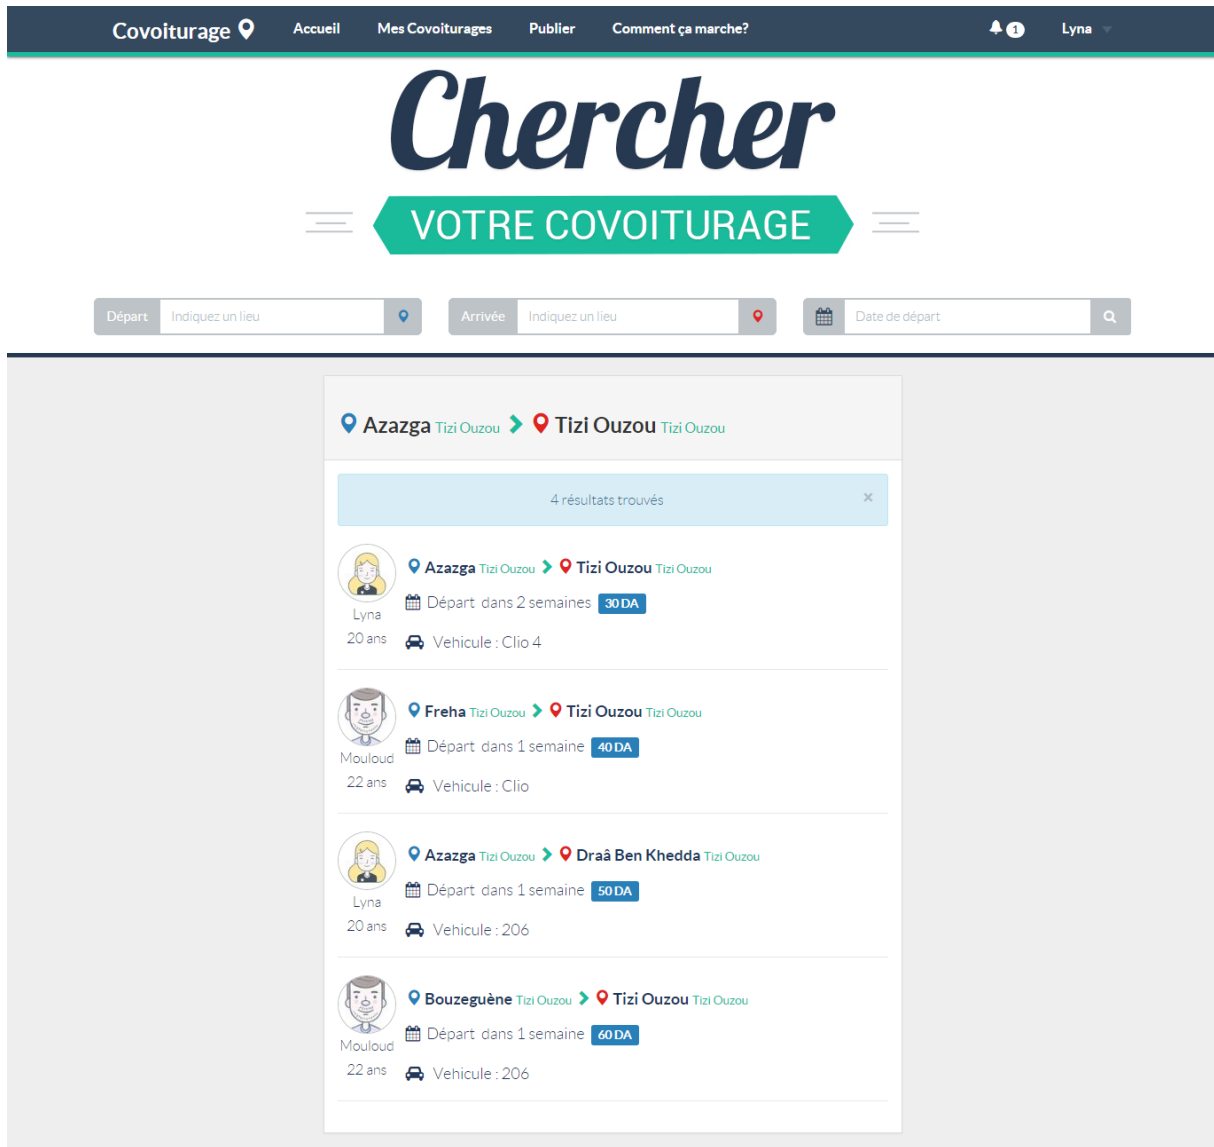 Covoiturage Accueil Mes Covoiturages Publier Comment ça marche? 1 Lyna
Chercher
VOTRE COVOITURAGE
Départ Indiquez un lieu Arrivée Indiquez un lieu Date de départ
Azazga Tizi Ouzou Tizi Ouzou Tizi Ouzou
4 résultats trouvés ×
Azazga Tizi Ouzou Tizi Ouzou Tizi Ouzou
Départ dans 2 semaines 30 DA
Lyna
20 ans
Vehicule : Clio 4
Freha Tizi Ouzou Tizi Ouzou Tizi Ouzou
Départ dans 1 semaine 40 DA
Mouloud
22 ans
Vehicule : Clio
Azazga Tizi Ouzou Draâ Ben Khedda Tizi Ouzou
Départ dans 1 semaine 50 DA
Lyna
20 ans
Vehicule : 206
Bouzeguène Tizi Ouzou Tizi Ouzou Tizi Ouzou
Départ dans 1 semaine 60 DA
Mouloud
22 ans
Vehicule : 206